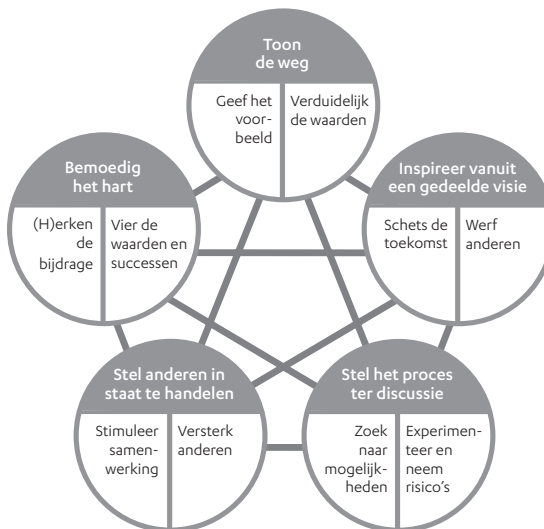 Toon
de weg
Geef het
voor-
beeld
Verduidelijk
de waarden
Bemoedig
het hart
(H)erken
de
bijdrage
Vier de
waarden en
successen
Inspireer vanuit
een gedeelde visie
Schets de
toekomst
Werf
anderen
Stel anderen in
staat te handelen
Stimuleer
samen-
werking
Versterk
anderen
Stel het proces
ter discussie
Zoek
naar
mogelijk-
heden
Experimen-
teer en
neem
risico's